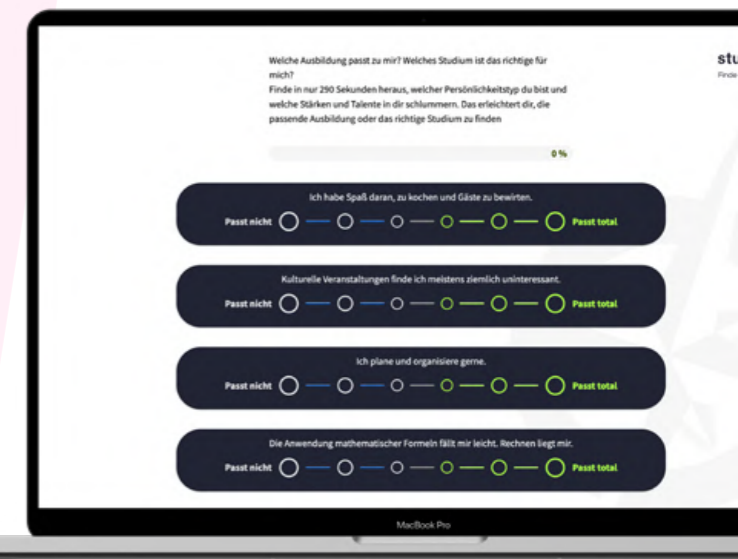 Welche Ausbildung passt zu mir? Welches Studium ist das richtige für
mich?
Finde in nur 290 Sekunden heraus, welcher Persönlichkeitstyp du bist und
welche Stärken und Talente in dir schlummern. Das erleichtert dir, die
passende Ausbildung oder das richtige Studium zu finden
stu
Finde
0 %
Ich habe Spaß daran, zu kochen und Gäste zu bewirten.
Passt nicht Passt total
Kulturelle Veranstaltungen finde ich meistens ziemlich uninteressant.
Passt nicht Passt total
Ich plane und organisiere gerne.
Passt nicht Passt total
Die Anwendung mathematischer Formeln fällt mir leicht. Rechnen liegt mir.
Passt nicht Passt total
MacBook Pro